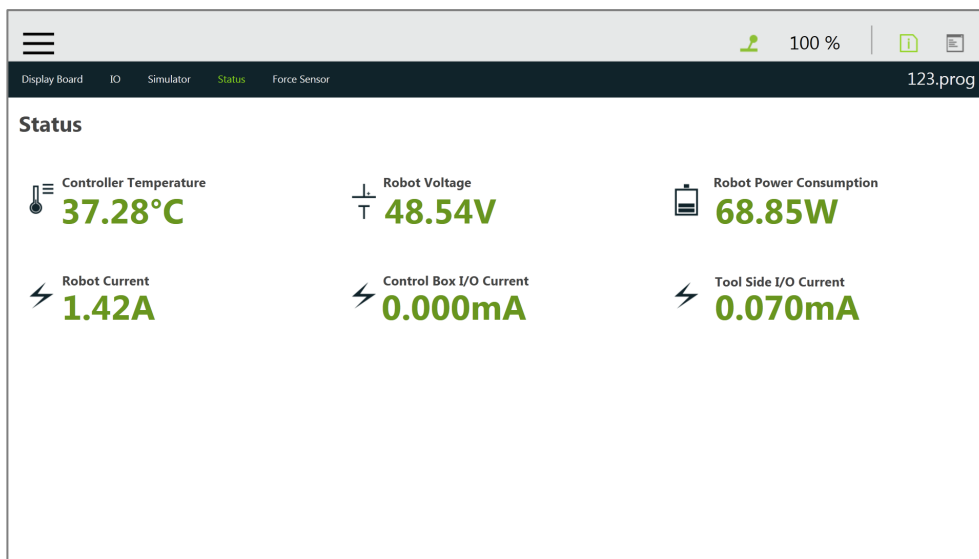 100 %
Display Board IO Simulator Status Force Sensor 123.prog
Status
Controller Temperature Robot Voltage Robot Power Consumption
37.28°C 48.54V 68.85W
Robot Current Control Box I/O Current Tool Side I/O Current
1.42A 0.000mA 0.070mA